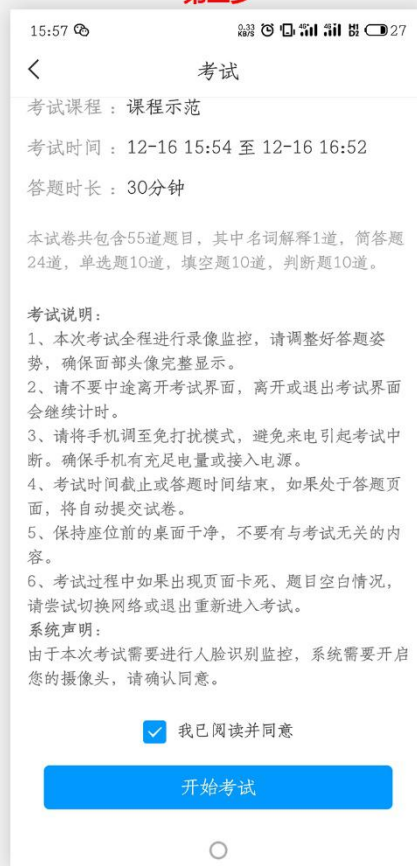 15:57
0.33 KB/S 4G 4G H1 D2 27
考试
考试课程 ：课程示范
考试时间 ：12-16 15:54 至 12-16 16:52
答题时长 ：30分钟
本试卷共包含55道题目，其中名词解释1道，简答题
24道，单选题10道，填空题10道，判断题10道。
考试说明：
1、本次考试全程进行录像监控，请调整好答题姿
势，确保面部头像完整显示。
2、请不要中途离开考试界面，离开或退出考试界面
会继续计时。
3、请将手机调至免打扰模式，避免来电引起考试中
断。确保手机有充足电量或接入电源。
4、考试时间截止或答题时间结束，如果处于答题页
面，将自动提交试卷。
5、保持座位前的桌面干净，不要有与考试无关的内
容。
6、考试过程中如果出现页面卡死、题目空白情况，
请尝试切换网络或退出重新进入考试。
系统声明：
由于本次考试需要进行人脸识别监控，系统需要开启
您的摄像头，请确认同意。
我已阅读并同意
开始考试